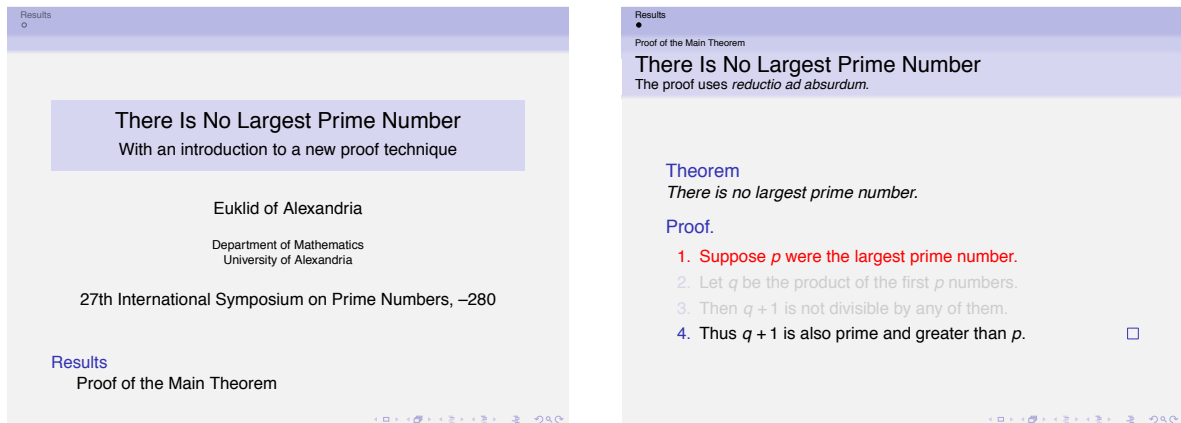 Results
There Is No Largest Prime Number
With an introduction to a new proof technique
Euklid of Alexandria
Department of Mathematics
University of Alexandria
27th International Symposium on Prime Numbers, –280
Results
Proof of the Main Theorem
Results
Proof of the Main Theorem
There Is No Largest Prime Number
The proof uses reductio ad absurdum.
Theorem
There is no largest prime number.
Proof.
1. Suppose p were the largest prime number.
2. Let q be the product of the first p numbers.
3. Then q + 1 is not divisible by any of them.
4. Thus q + 1 is also prime and greater than p.